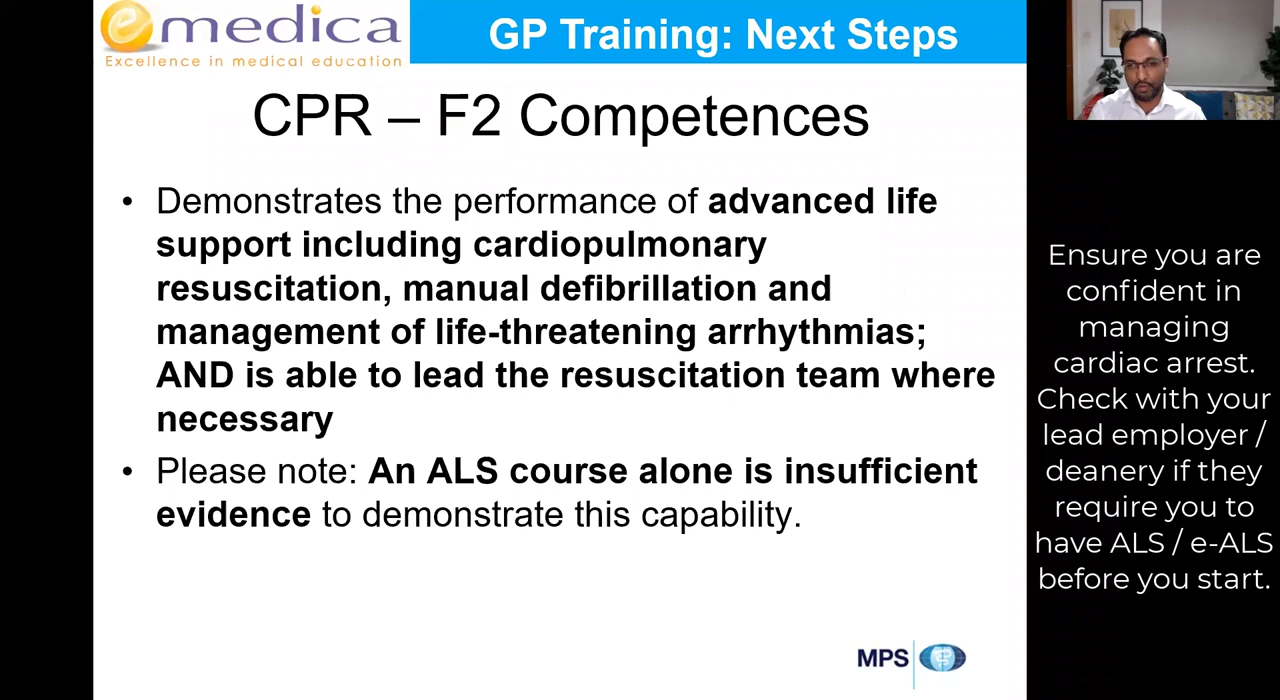 emedica
Excellence in medical education
GP Training: Next Steps
CPR – F2 Competences
• Demonstrates the performance of advanced life
support including cardiopulmonary
resuscitation, manual defibrillation and
management of life-threatening arrhythmias;
AND is able to lead the resuscitation team where
necessary
• Please note: An ALS course alone is insufficient
evidence to demonstrate this capability.
MPS
Ensure you are
confident in
managing
cardiac arrest.
Check with your
lead employer /
deanery if they
require you to
have ALS / e-ALS
before you start.